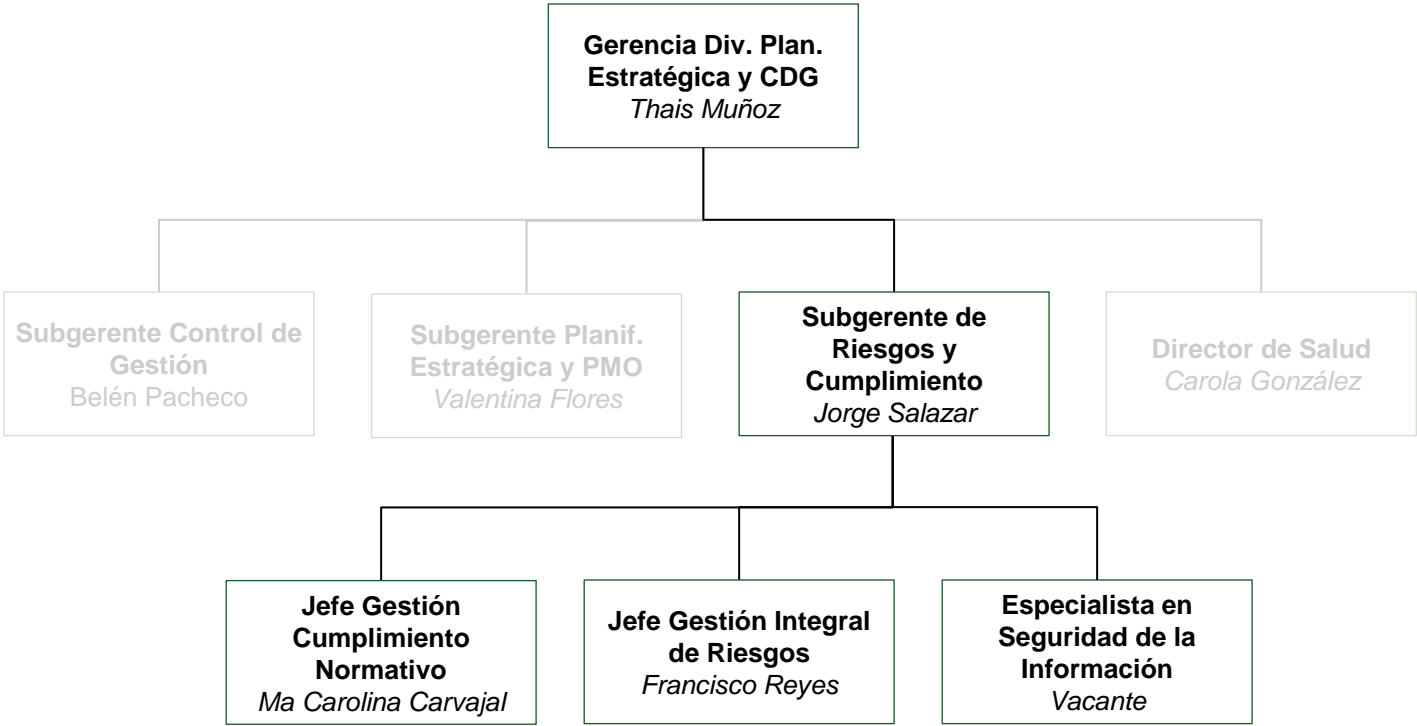 Gerencia Div. Plan.
Estratégica y CDG
Thais Muñoz
Subgerente Control de
Gestión
Belén Pacheco
Subgerente Planif.
Estratégica y PMO
Valentina Flores
Subgerente de
Riesgos y
Cumplimiento
Jorge Salazar
Director de Salud
Carola González
Jefe Gestión
Cumplimiento
Normativo
Ma Carolina Carvajal
Jefe Gestión Integral
de Riesgos
Francisco Reyes
Especialista en
Seguridad de la
Información
Vacante